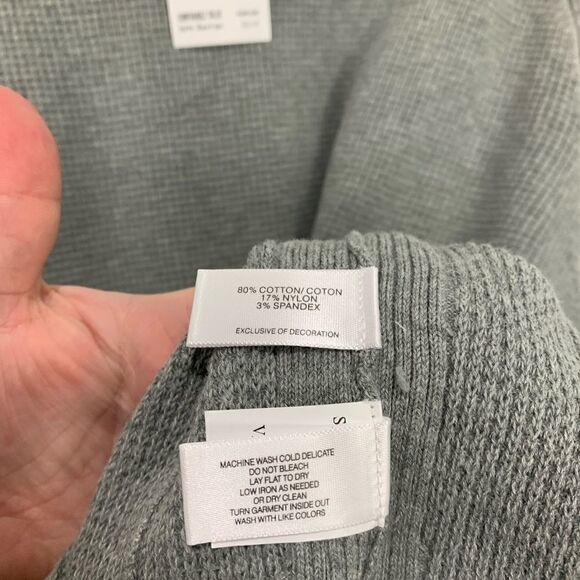 80% COTTON/ COTON
17% NYLON
3% SPANDEX
EXCLUSIVE OF DECORATION
S
V
MACHINE WASH COLD DELICATE
DO NOT BLEACH
LAY FLAT TO DRY
LOW IRON AS NEEDED
OR DRY CLEAN
TURN GARMENT INSIDE OUT
WASH WITH LIKE COLORS